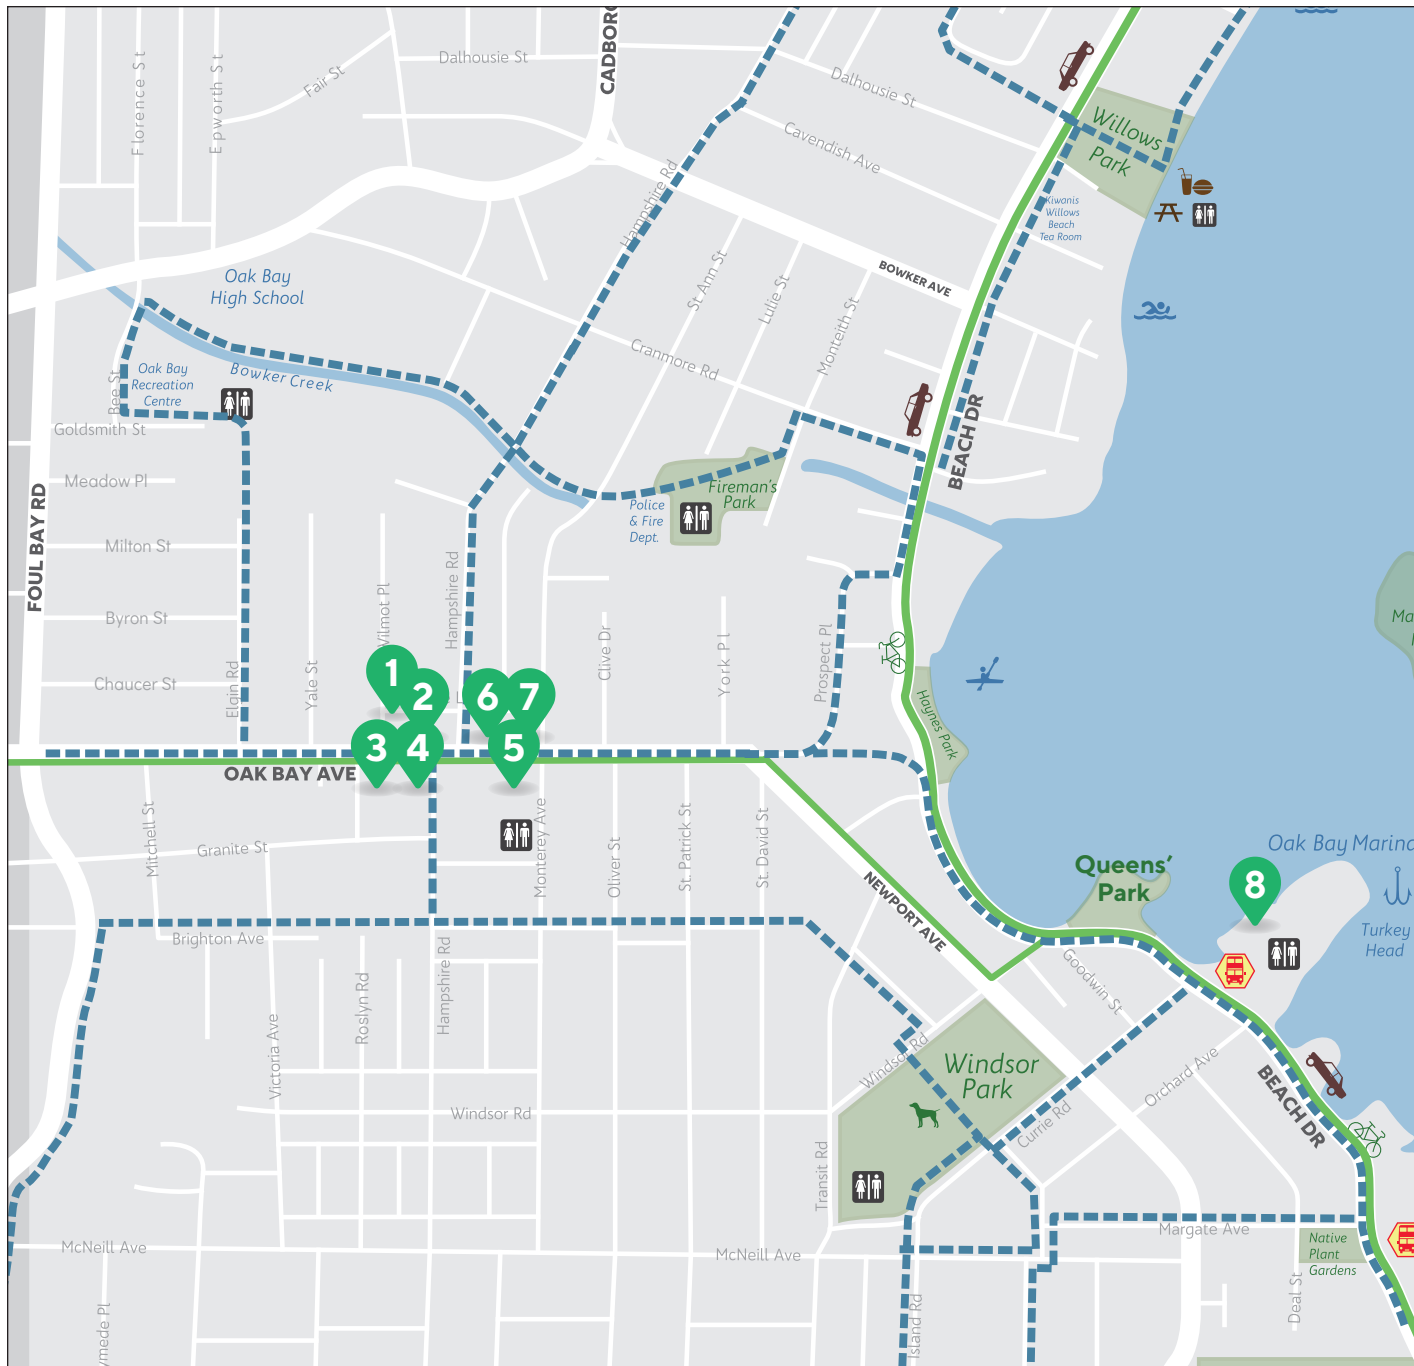 CADBORO
Dalhousie St
Florence St
Epworth St
Fair St
Dalhousie St
Willows
Park
Cavendish Ave
Hampshire Rd
Kiwanis
Willows
Beach
Tea Room
BOWKER AVE
Oak Bay
High School
St Ann St
Lulie St
Monteith St
Cranmore Rd
Bowker Creek
Oak Bay
Recreation
Centre
Bee St
Goldsmith St
BEACH DR
Meadow Pl
Fireman's
Park
Police
& Fire
Dept.
FOUL BAY RD
Milton St
Hampshire Rd
Wilmot Pl
Byron St
Clive Dr
York Pl
Prospect Pl
Chaucer St
Elgin Rd
Yale St
Haynes Park
1
2
6
7
3
4
5
OAK BAY AVE
Mitchell St
Granite St
Monterey Ave
Oliver St
St. Patrick St
St. David St
NEWPORT AVE
Queens'
Park
Oak Bay Marina
8
Turkey
Head
Brighton Ave
Hampshire Rd
Roslyn Rd
Victoria Ave
Goodwin St
Windsor Rd
Windsor
Park
Orchard Ave
BEACH DR
Windsor Rd
Currie Rd
Transit Rd
McNeill Ave
McNeill Ave
Margate Ave
Native
Plant
Gardens
Deal St
Island Rd